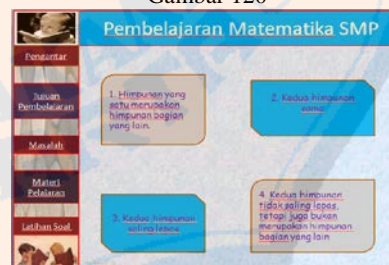 Gambar 126
Pembelajaran Matematika SMP
Pengantar
Tujuan
Pembelajaran
Masalah
Materi
Pelajaran
Latihan Soal
1. Himpunan yang
satu merupakan
himpunan bagian
yang lain.
2. Kedua himpunan
sama
3. Kedua himpunan
saling lepas
4. Kedua himpunan
tidak saling lepas,
tetapi juga bukan
merupakan himpunan
bagian yang lain